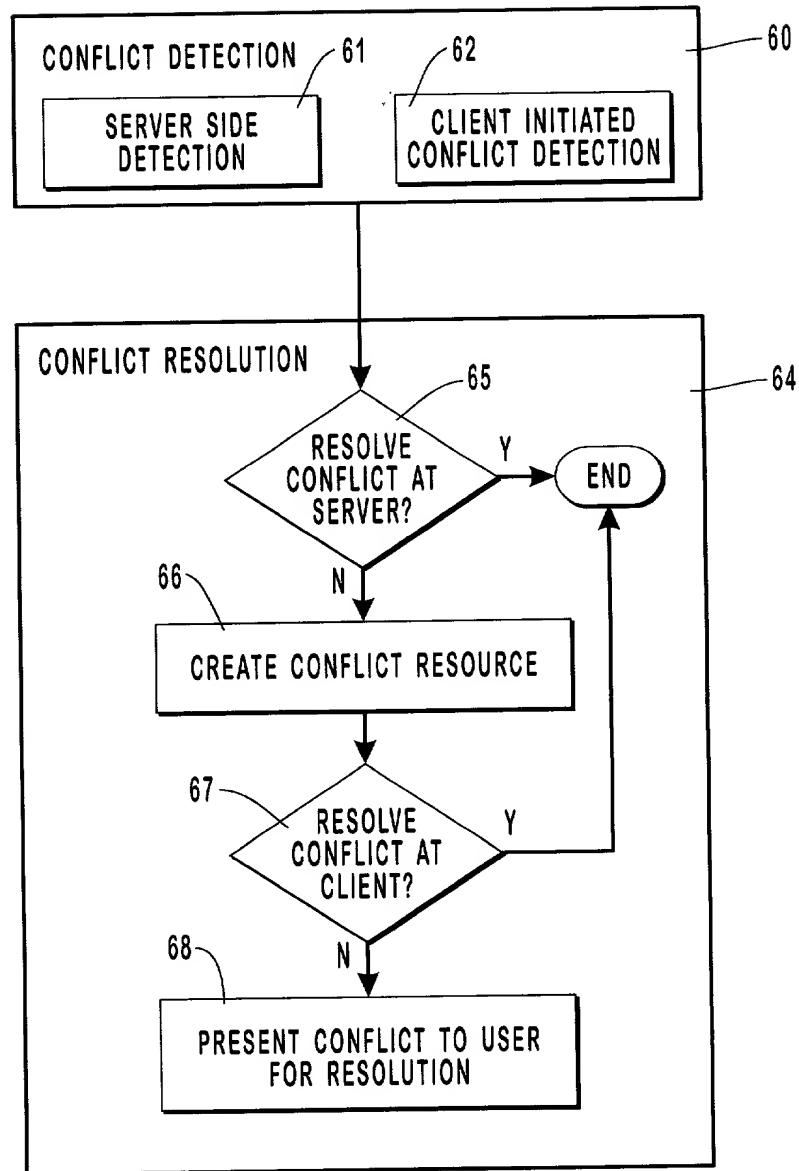 CONFLICT DETECTION
60
61
62
SERVER SIDE
DETECTION
CLIENT INITIATED
CONFLICT DETECTION
CONFLICT RESOLUTION
64
65
RESOLVE
CONFLICT AT
SERVER?
Y
END
N
66
CREATE CONFLICT RESOURCE
67
RESOLVE
CONFLICT AT
CLIENT?
Y
N
68
PRESENT CONFLICT TO USER
FOR RESOLUTION